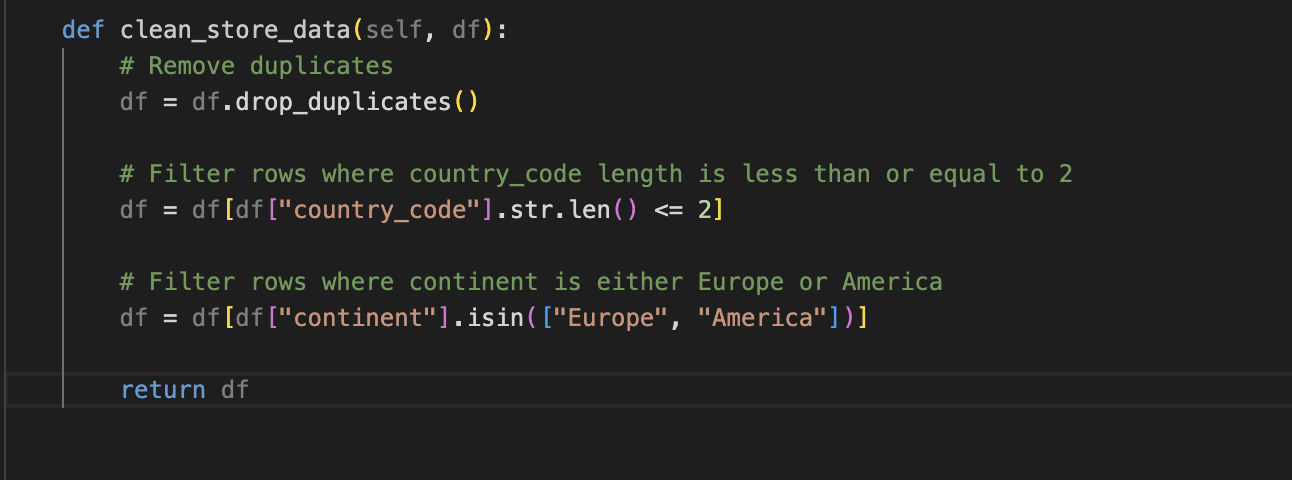 def clean_store_data(self, df):
    # Remove duplicates
    df = df.drop_duplicates()
    # Filter rows where country_code length is less than or equal to 2
    df = df[df["country_code"].str.len() <= 2]
    # Filter rows where continent is either Europe or America
    df = df[df["continent"].isin(["Europe", "America"])]
    return df